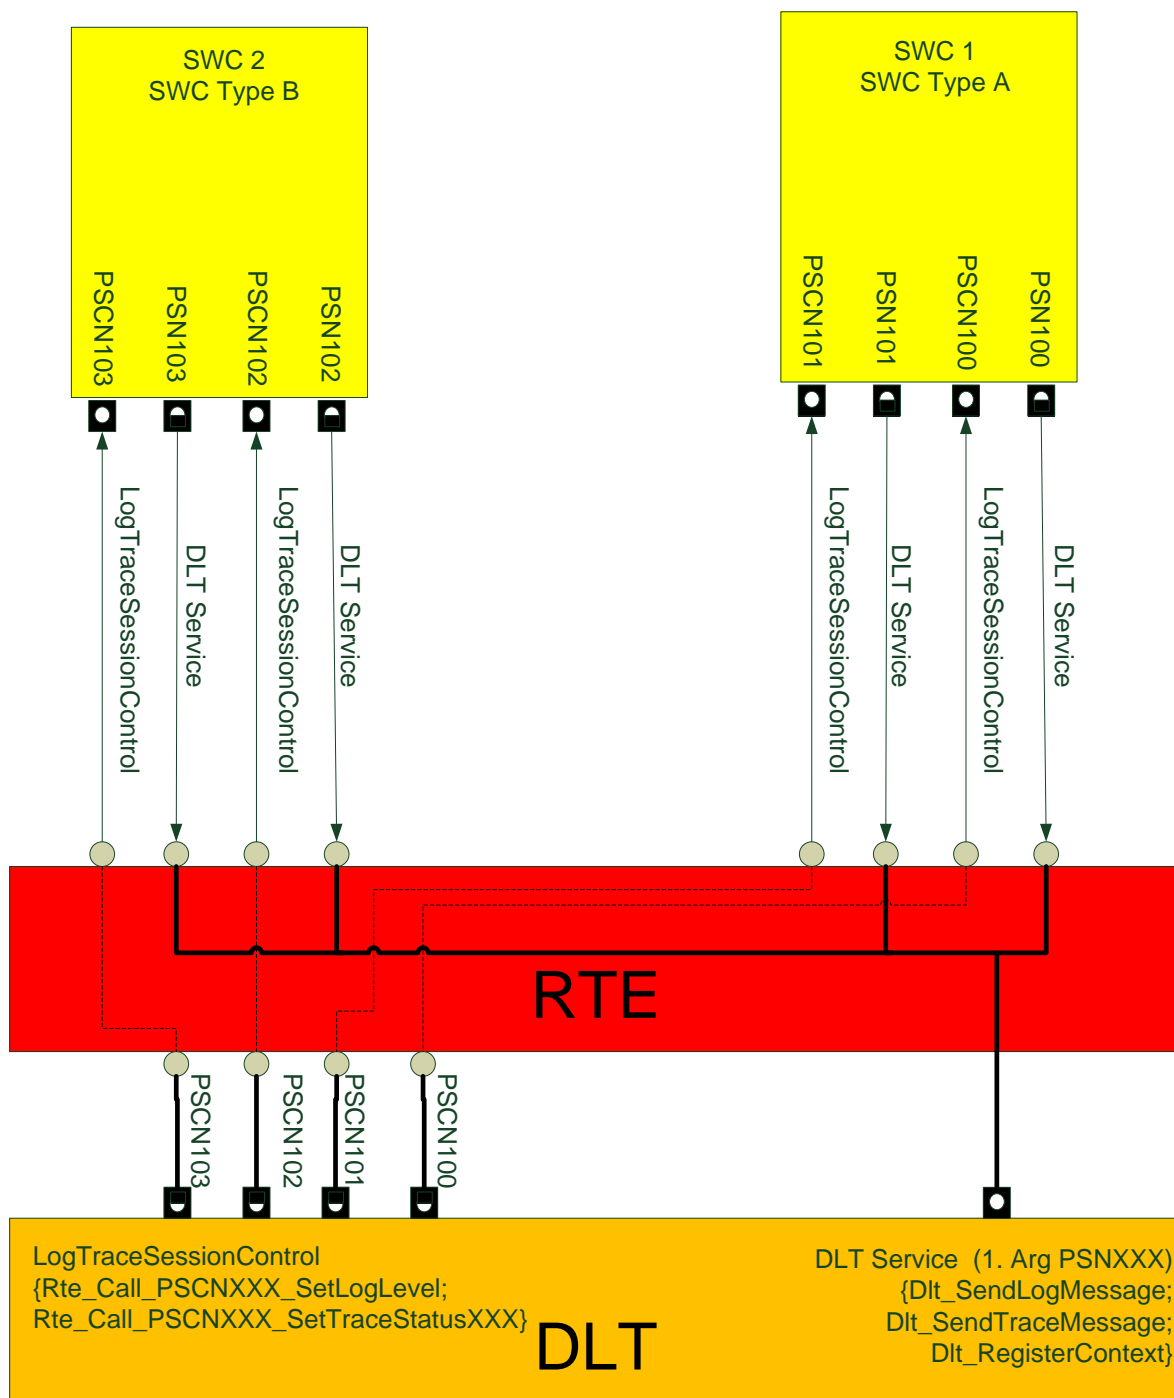 SWC 2
SWC Type B
SWC 1
SWC Type A
PSCN103
PSN103
PSCN102
PSN102
PSCN101
PSN101
PSCN100
PSN100
LogTraceSessionControl
DLT Service
LogTraceSessionControl
DLT Service
LogTraceSessionControl
DLT Service
LogTraceSessionControl
DLT Service
RTE
PSCN103
PSCN102
PSCN101
PSCN100
LogTraceSessionControl
{Rte_Call_PSCNXXX_SetLogLevel;
Rte_Call_PSCNXXX_SetTraceStatusXXX}
DLT Service (1. Arg PSNXXX)
{Dlt_SendLogMessage;
Dlt_SendTraceMessage;
Dlt_RegisterContext}
DLT